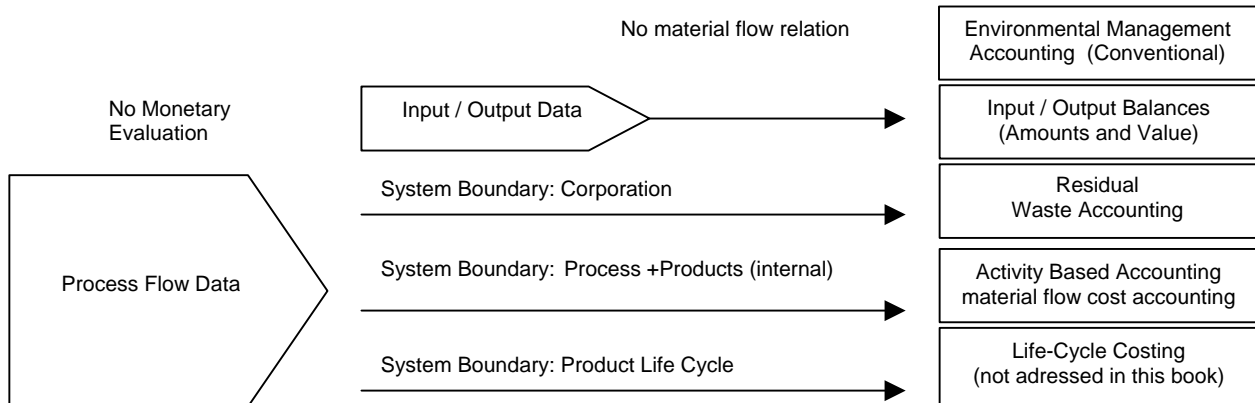 No material flow relation
Environmental Management
Accounting (Conventional)
No Monetary
Evaluation
Input / Output Data
Input / Output Balances
(Amounts and Value)
System Boundary: Corporation
Residual
Waste Accounting
Process Flow Data
System Boundary: Process +Products (internal)
Activity Based Accounting
material flow cost accounting
System Boundary: Product Life Cycle
Life-Cycle Costing
(not adressed in this book)